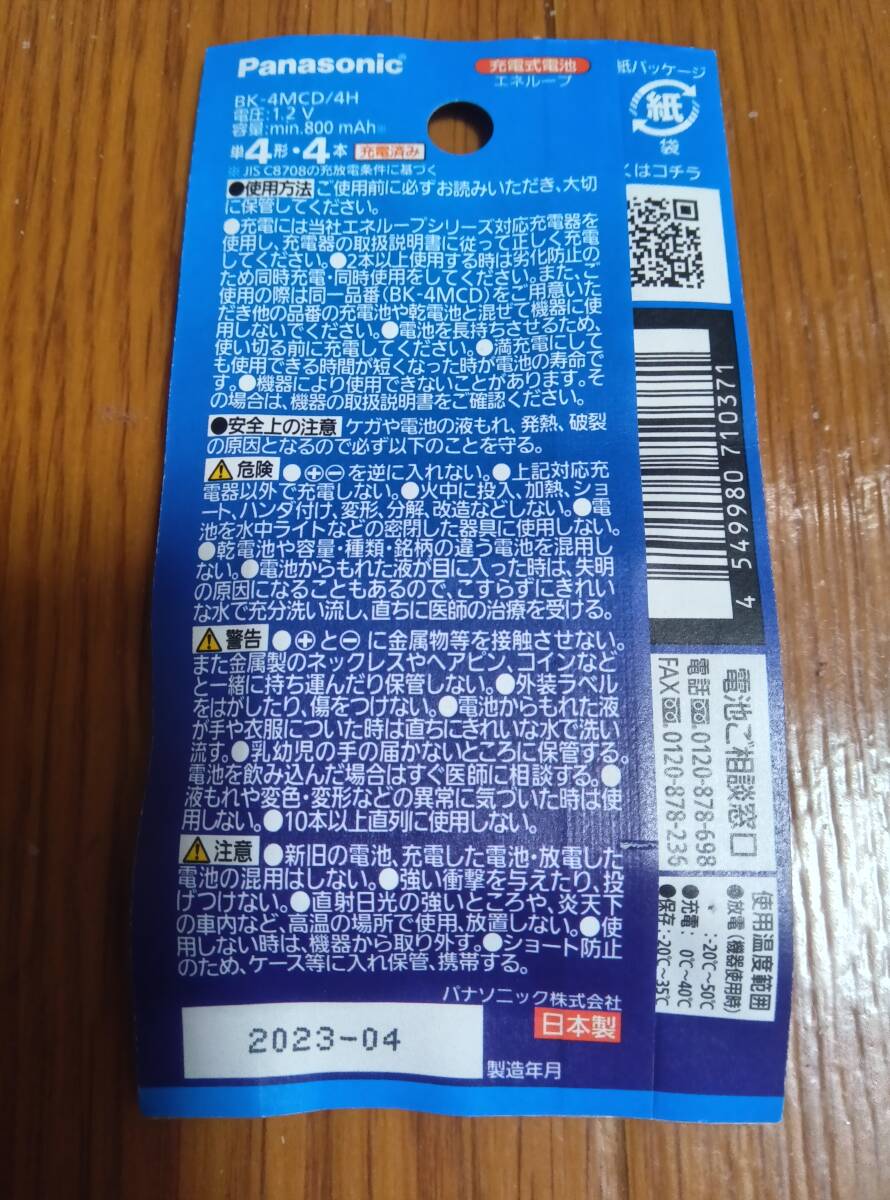 Panasonic
充電式電池
エネループ
BK-4MCD/4H
電圧:1.2 V
容量:min.800 mAh※
単4形・4本 充電済み
※ JIS C8708の充放電条件に基づく
●使用方法 ご使用前に必ずお読みいただき、大切
に保管してください。
●充電には当社エネループシリーズ対応充電器を
使用し、充電器の取扱説明書に従って正しく充電
してください。●2本以上使用する時は劣化防止の
ため同時充電・同時使用をしてください。また、ご
使用の際は同一品番(BK-4MCD)をご用意いた
だき他の品番の充電池や乾電池と混ぜて機器に使
用しないでください。●電池を長持ちさせるため、
使い切る前に充電してください。●満充電にして
も使用できる時間が短くなった時が電池の寿命で
す。●機器により使用できないことがあります。そ
の場合は、機器の取扱説明書をご確認ください。
●安全上の注意 ケガや電池の液もれ、発熱、破裂
の原因となるので必ず以下のことを守る。
⚠危険 ●⊕⊖を逆に入れない。●上記対応充
電器以外で充電しない。●火中に投入、加熱、ショ
ート、ハンダ付け、変形、分解、改造などしない。●電
池を水中ライトなどの密閉した器具に使用しない。
●乾電池や容量・種類・銘柄の違う電池を混用し
ない。●電池からもれた液が目に入った時は、失明
の原因になることもあるので、こすらずにきれい
な水で充分洗い流し、直ちに医師の治療を受ける。
⚠警告 ●⊕と⊖に金属物等を接触させない。
また金属製のネックレスやヘアピン、コインなど
と一緒に持ち運んだり保管しない。●外装ラベル
をはがしたり、傷をつけない。●電池からもれた液
が手や衣服についた時は直ちにきれいな水で洗い
流す。●乳幼児の手の届かないところに保管する。
電池を飲み込んだ場合はすぐ医師に相談する。●
液もれや変色・変形などの異常に気づいた時は使
用しない。●10本以上直列に使用しない。
⚠注意 ●新旧の電池、充電した電池・放電した
電池の混用はしない。●強い衝撃を与えたり、投
げつけない。●直射日光の強いところや、炎天下
の車内など、高温の場所で使用、放置しない。●使
用しない時は、機器から取り外す。●ショート防止
のため、ケース等に入れ保管、携帯する。
パナソニック株式会社
日本製
2023-04
製造年月
紙パッケージ
紙
袋
くはコチラ
4 549980 710371
電池ご相談窓口
電話 0120-878-698
FAX 0120-878-236
使用温度範囲
●放電(機器使用時)
:-20℃~50℃
●充電: 0℃~40℃
●保存:-20℃~35℃